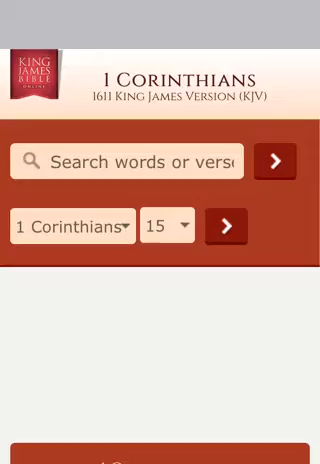 KING
JAMES
BIBLE
ONLINE
1 Corinthians
1611 King James Version (KJV)
Search words or verse
1 Corinthians
15